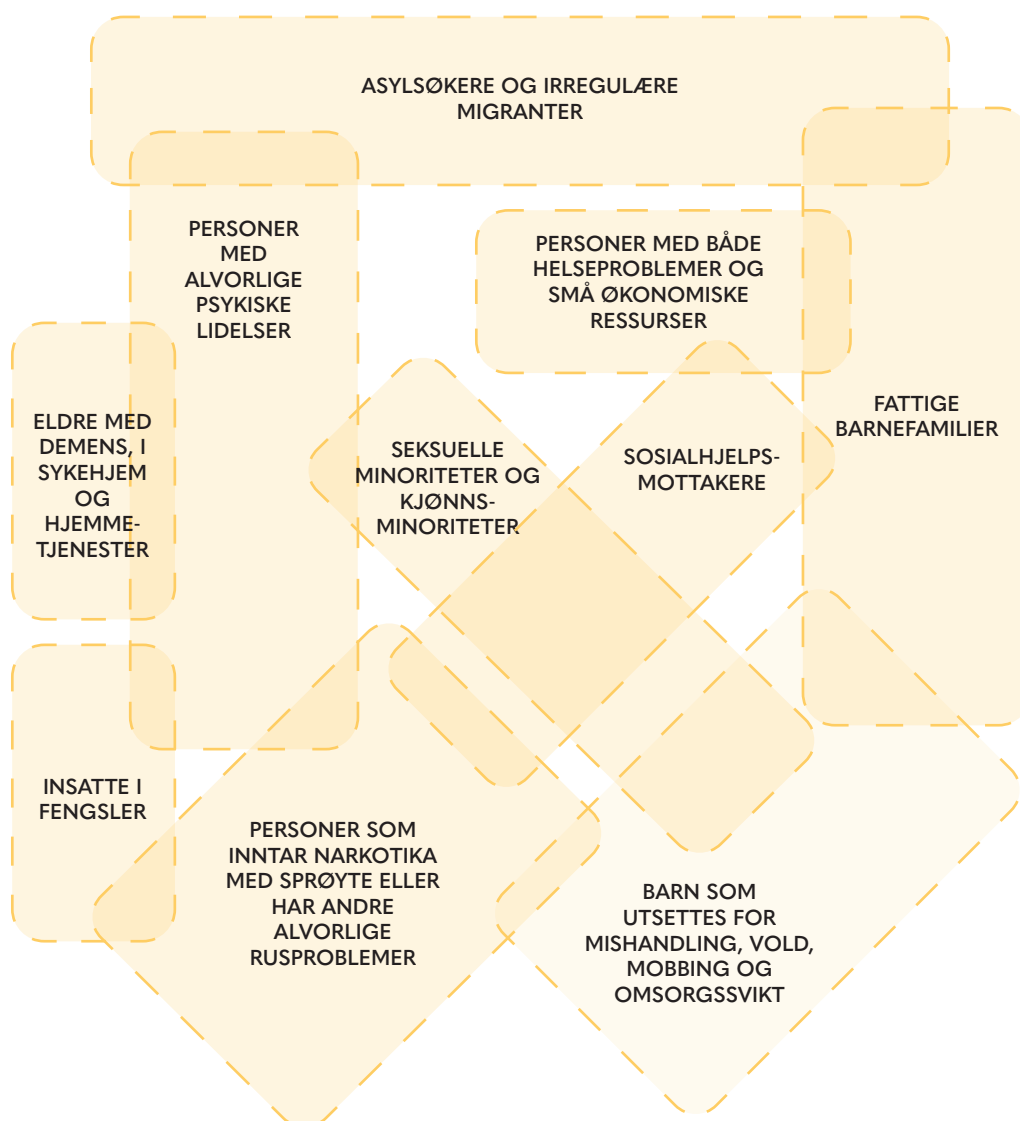 ASYLSØKERE OG IRREGULÆRE
MIGRANTER
PERSONER
MED
ALVORLIGE
PSYKISKE
LIDELSER
PERSONER MED BÅDE
HELSEPROBLEMER OG
SMÅ ØKONOMISKE
RESSURSER
ELDRE MED
DEMENS, I
SYKEHJEM
OG
HJEMME-
TJENESTER
SEKSUELLE
MINORITETER OG
KJØNNS-
MINORITETER
SOSIALHJELPS-
MOTTAKERE
FATTIGE
BARNEFAMILIER
INSATTE I
FENGSLER
PERSONER SOM
INNTAR NARKOTIKA
MED SPRØYTE ELLER
HAR ANDRE
ALVORLIGE
RUSPROBLEMER
BARN SOM
UTSETTES FOR
MISHANDLING, VOLD,
MOBBING OG
OMSORGSSVIKT